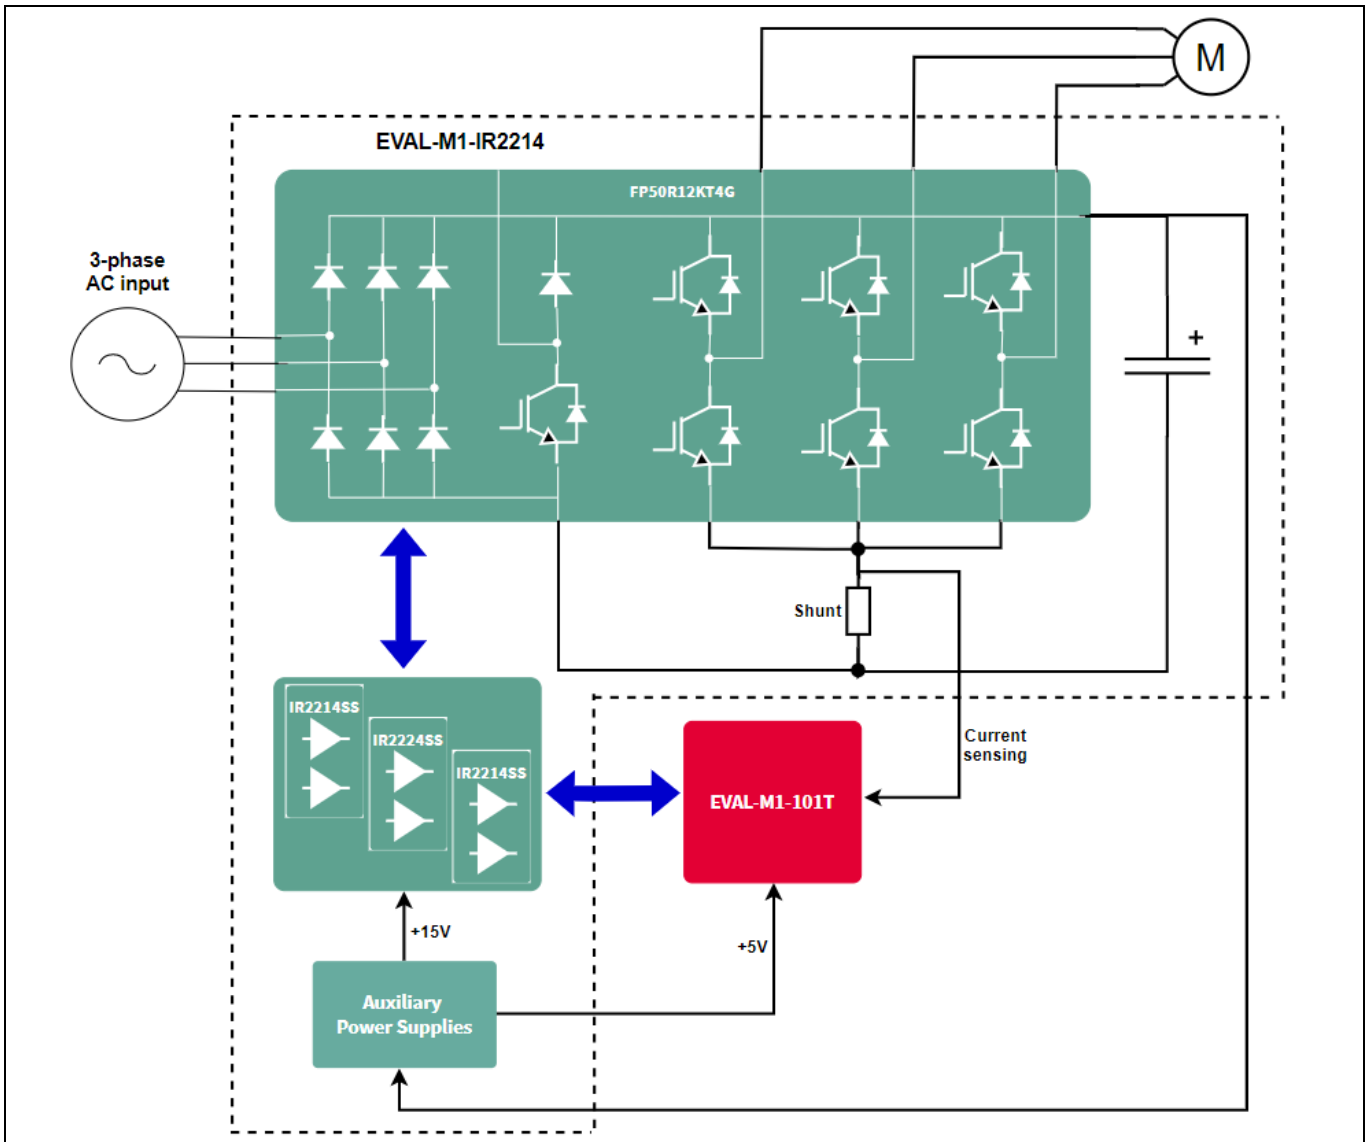 M
EVAL-M1-IR2214
FP50R12KT4G
3-phase
AC input
+
Shunt
IR2214SS
IR2224SS
IR2214SS
Current
sensing
EVAL-M1-101T
+15V
+5V
Auxiliary
Power Supplies